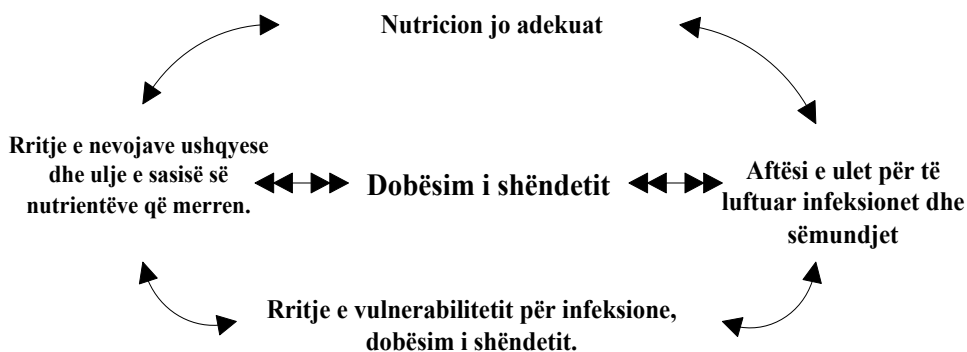 Nutricion jo adekuat
Rritje e nevojave ushqyese
dhe ulje e sasisë së
nutrientëve që merren.
Dobësim i shëndetit
Aftësi e ulet për të
luftuar infeksionet dhe
sëmundjet
Rritje e vulnerabilitetit për infeksione,
dobësim i shëndetit.